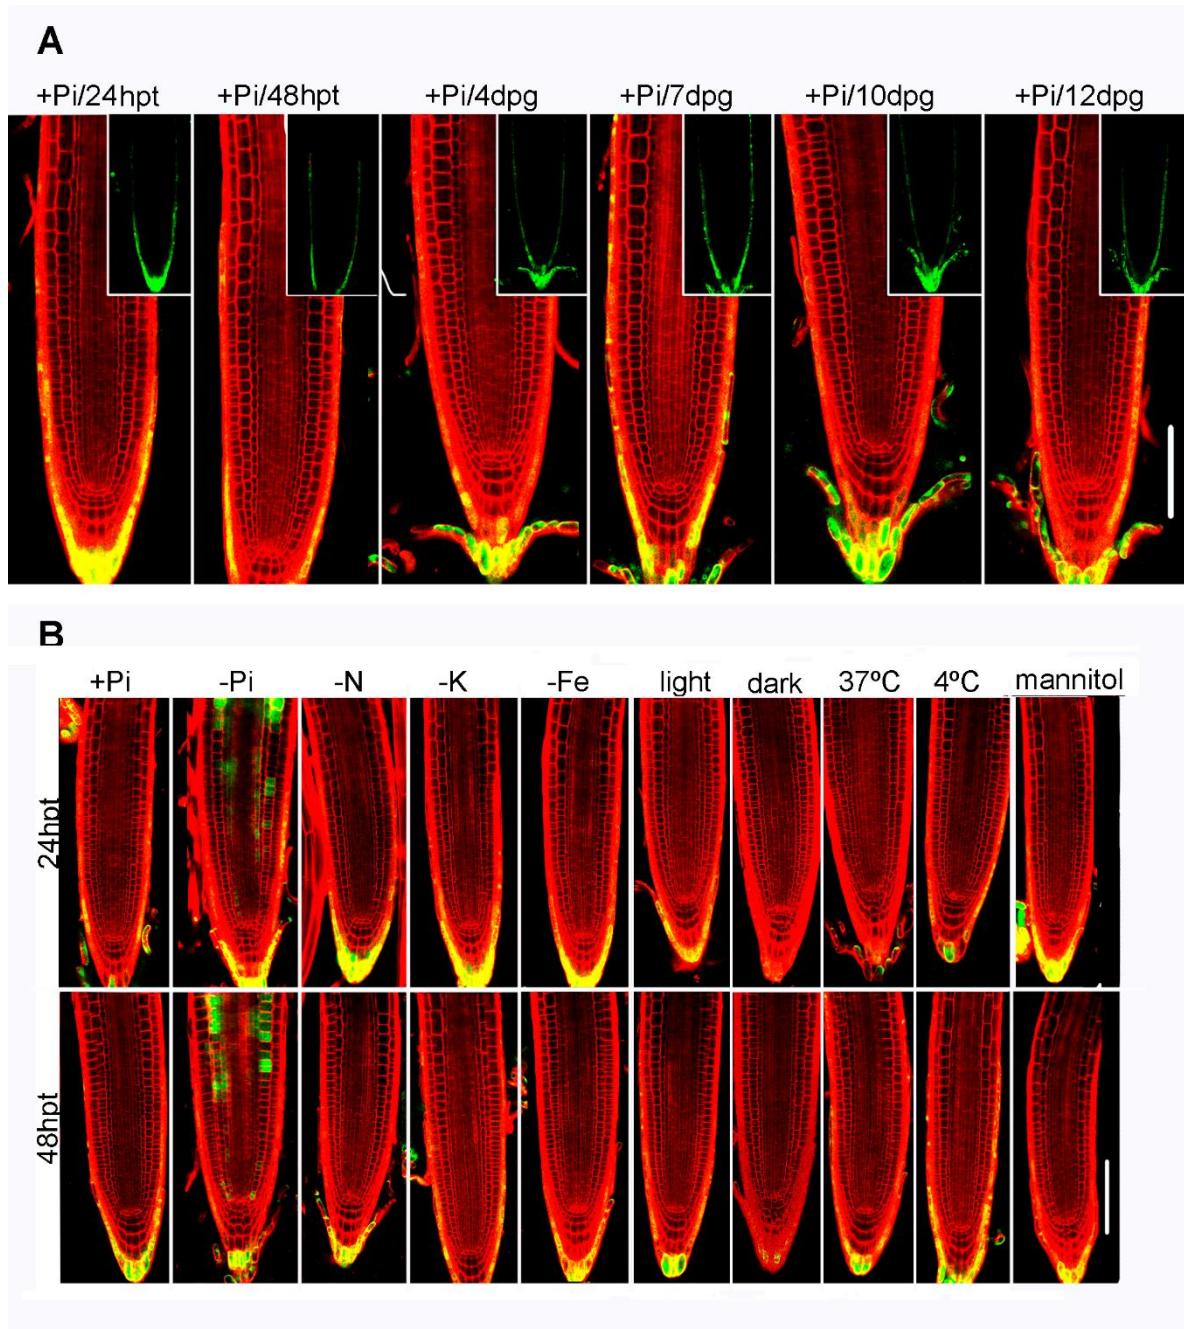 A
+Pi/24hpt +Pi/48hpt +Pi/4dpg +Pi/7dpg +Pi/10dpg +Pi/12dpg
B
+Pi -Pi -N -K -Fe light dark 37ºC 4ºC mannitol
24hpt
48hpt